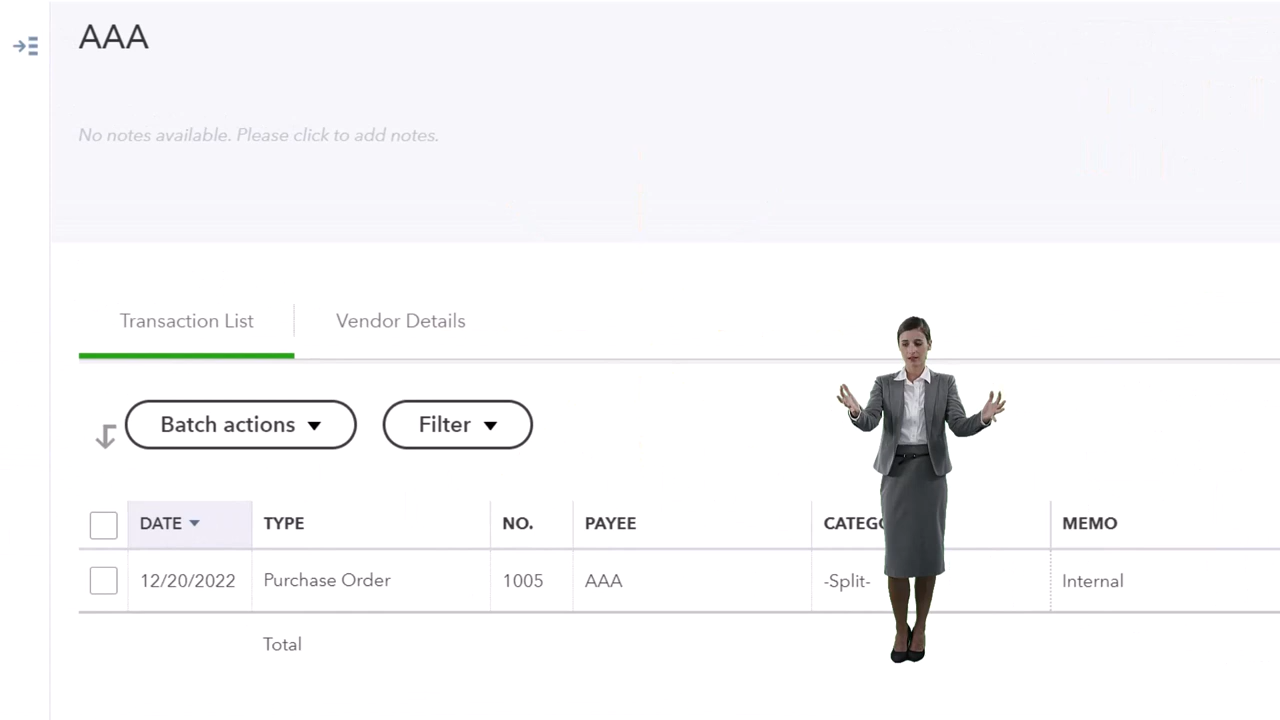 AAA
No notes available. Please click to add notes.
Transaction List Vendor Details
Batch actions Filter
DATE TYPE NO. PAYEE MEMO
12/20/2022 Purchase Order 1005 AAA -Split- Internal
Total